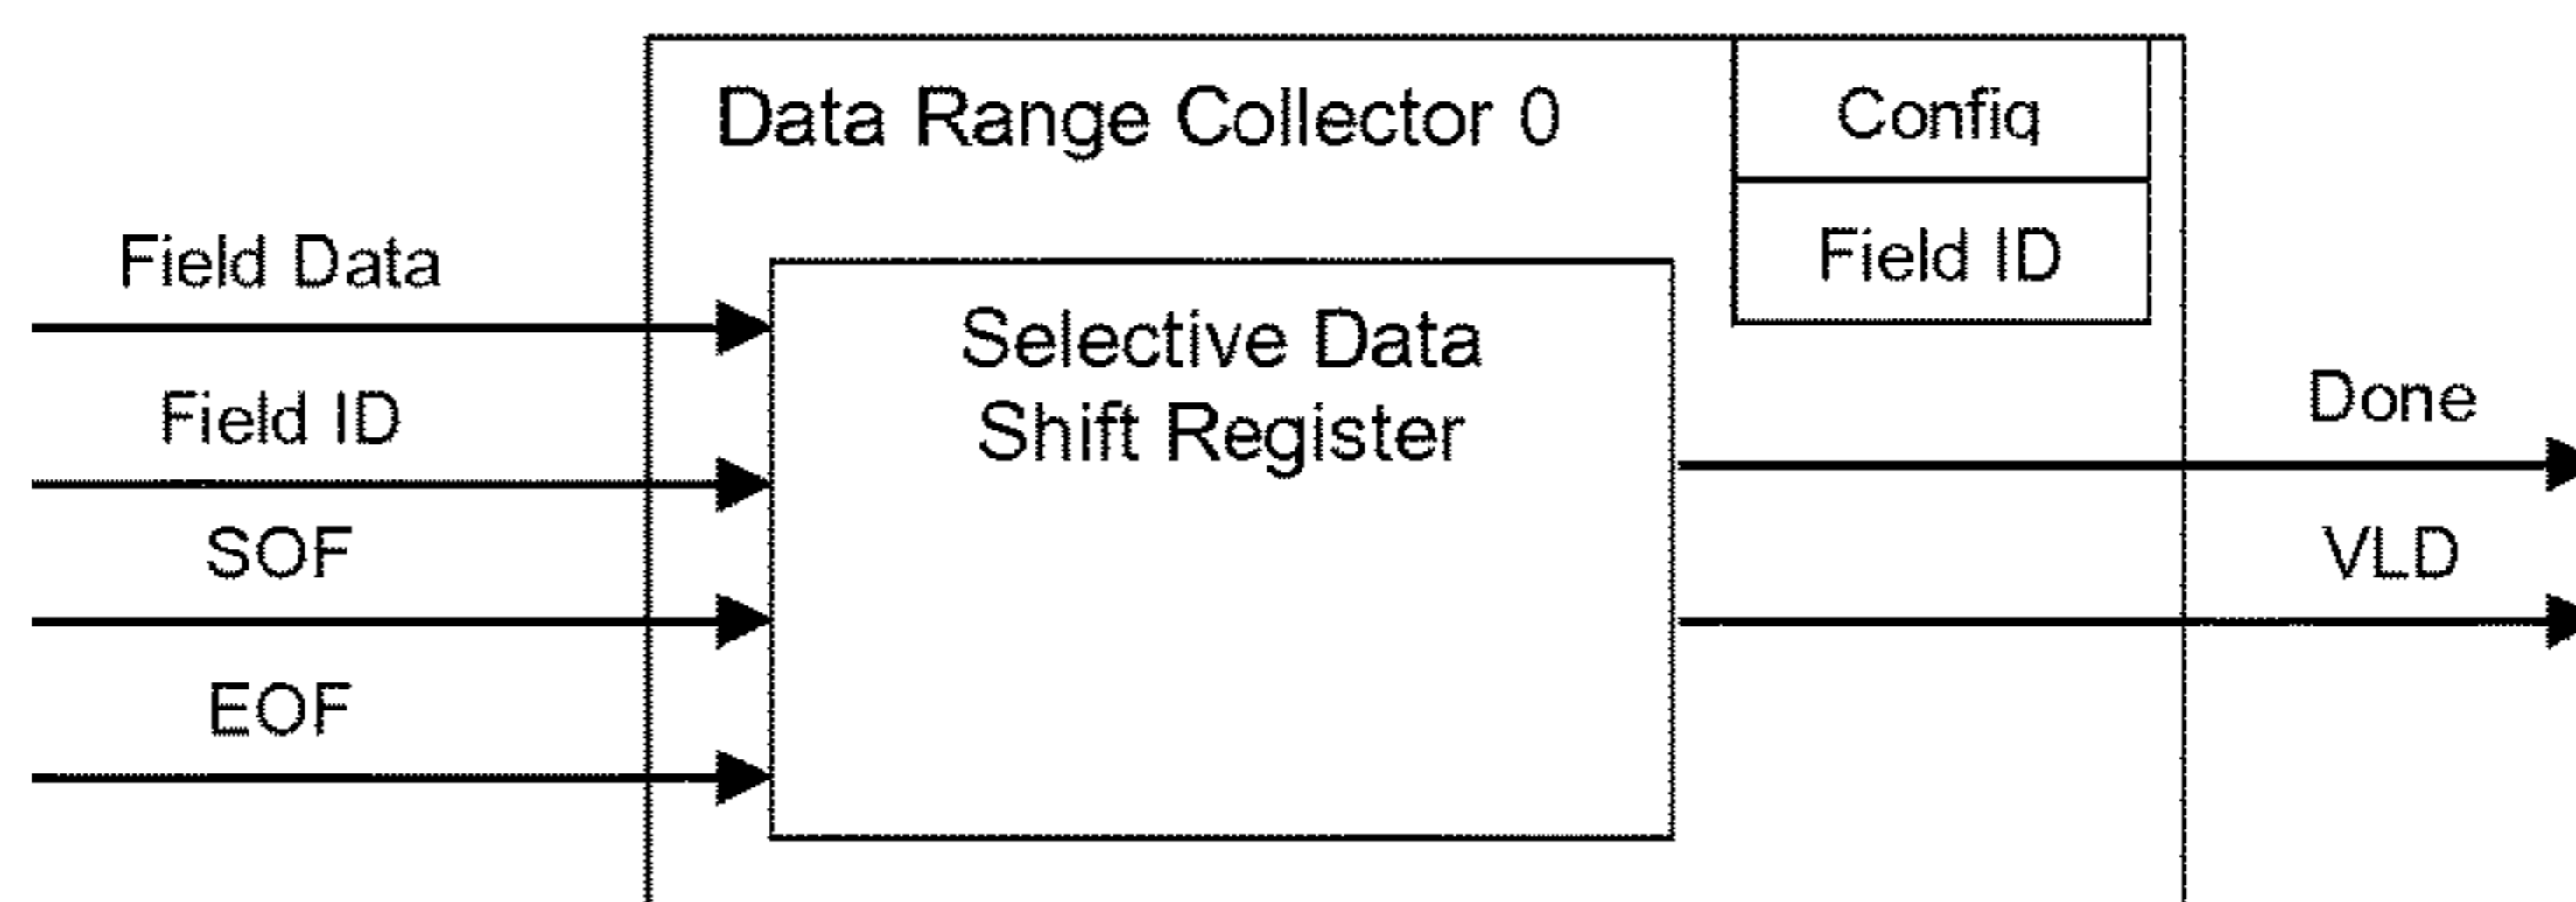 Data Range Collector 0
Config
Field ID
Field Data
Selective Data
Shift Register
Field ID
SOF
EOF
Done
VLD